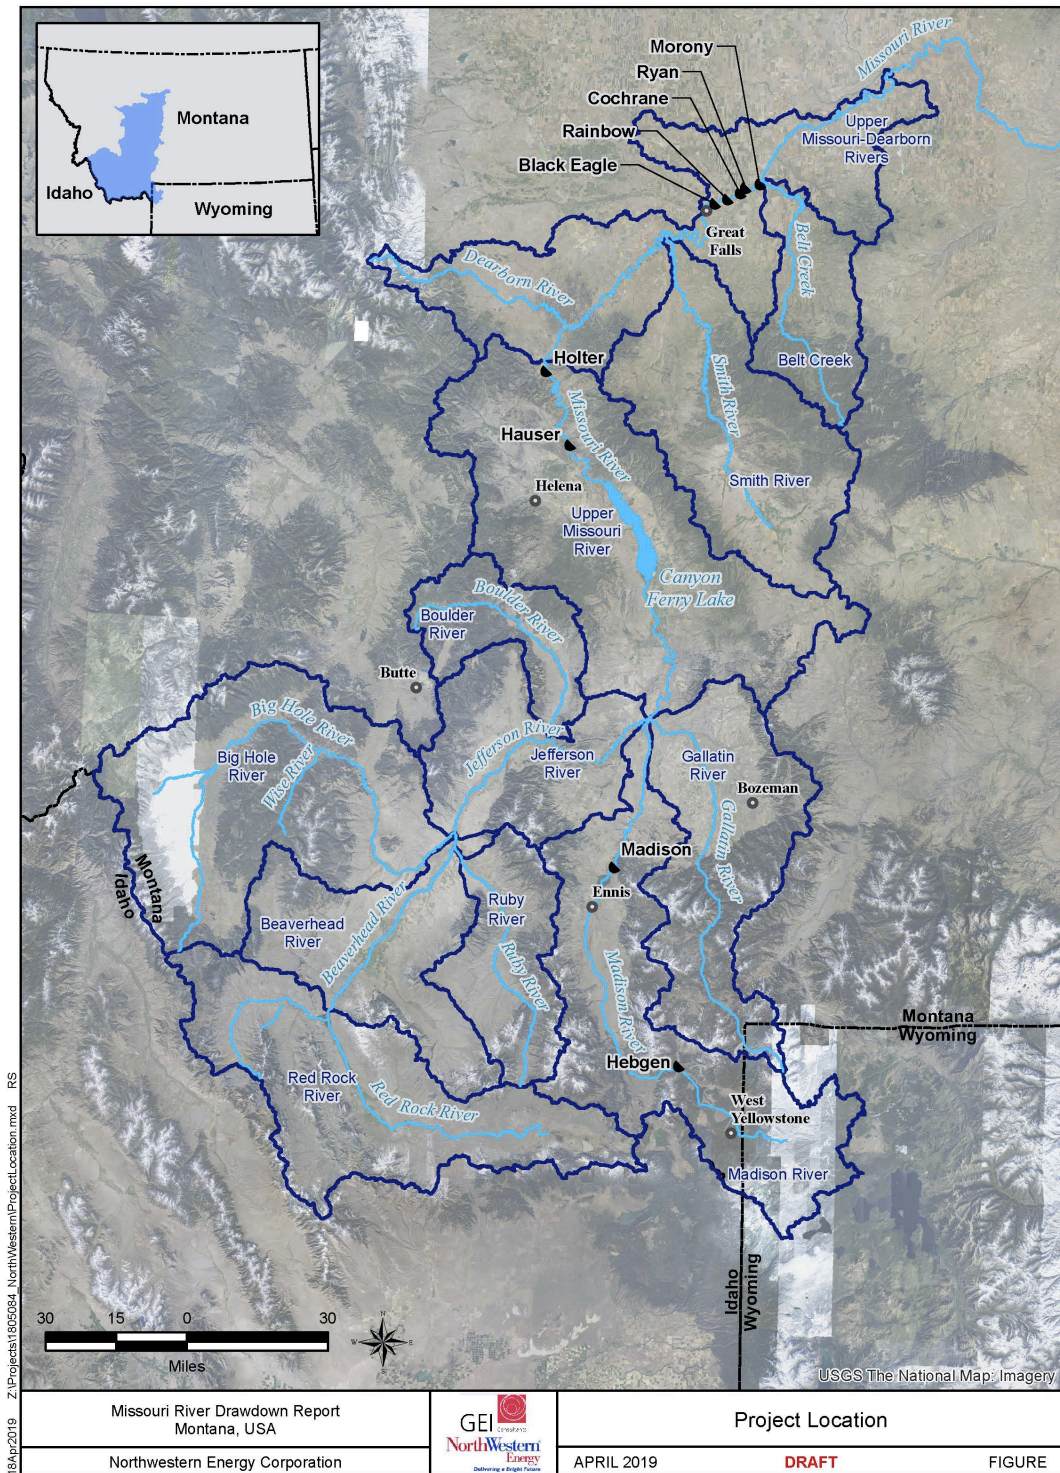 Montana
Idaho
Wyoming
Morony
Ryan
Cochrane
Rainbow
Black Eagle
Missouri River
Upper
Missouri-Dearborn
Rivers
Great
Falls
Belt Creek
Dearborn River
Belt Creek
Holter
Smith River
Missouri River
Hauser
Helena
Smith River
Upper
Missouri
River
Canyon
Ferry Lake
Boulder River
Boulder
River
Butte
Big Hole River
Big Hole
River
Wise River
Jefferson River
Jefferson
River
Gallatin
River
Bozeman
Gallatin River
Madison
Ennis
Montana
Idaho
Beaverhead
River
Beaverhead River
Ruby
River
Ruby River
Madison River
Montana
Wyoming
Hebgen
Red Rock
River
Red Rock River
West
Yellowstone
Madison River
Idaho
Wyoming
30 15 0 30
Miles
N
W E
S
USGS The National Map: Imagery
18Apr2019 Z:\Projects\1805084_NorthWestern\ProjectLocation.mxd RS
Missouri River Drawdown Report
Montana, USA
Northwestern Energy Corporation
GEI Consultants
NorthWestern
Energy
Delivering a Bright Future
Project Location
APRIL 2019 DRAFT FIGURE